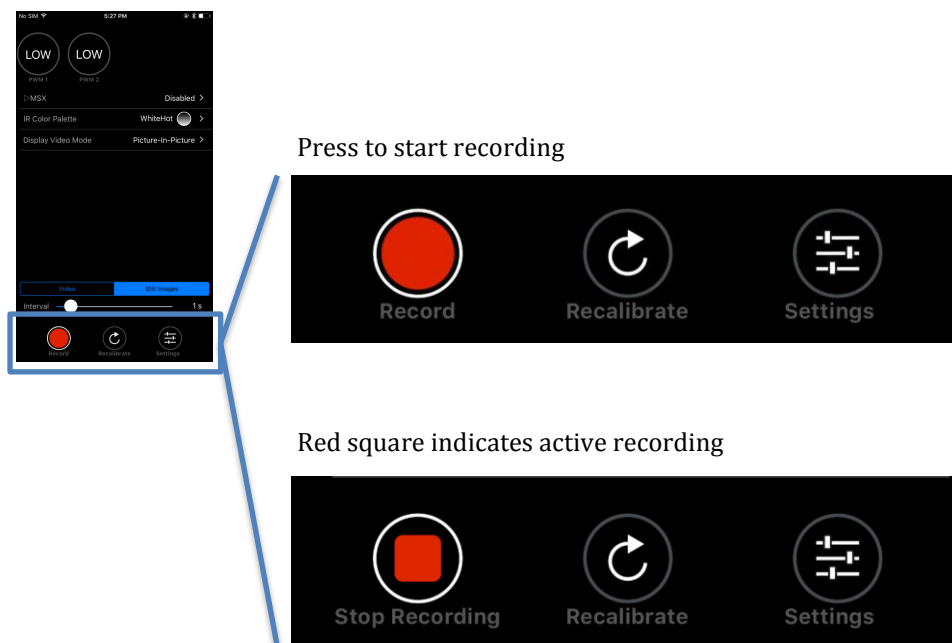 No SIM 5:27 PM
LOW LOW
PWM 1 PWM 2
MSX Disabled >
IR Color Palette WhiteHot >
Display Video Mode Picture-In-Picture >
Video Still Images
Interval 1 s
Record Recalibrate Settings
Press to start recording
Record Recalibrate Settings
Red square indicates active recording
Stop Recording Recalibrate Settings